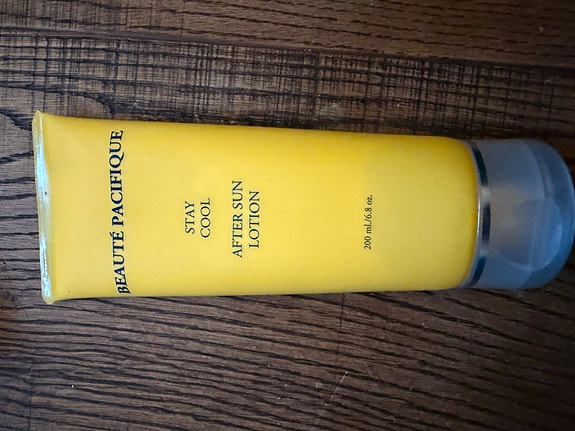 BEAUTÉ PACIFIQUE
STAY
COOL
AFTER SUN
LOTION
200 ml./6.8 oz.